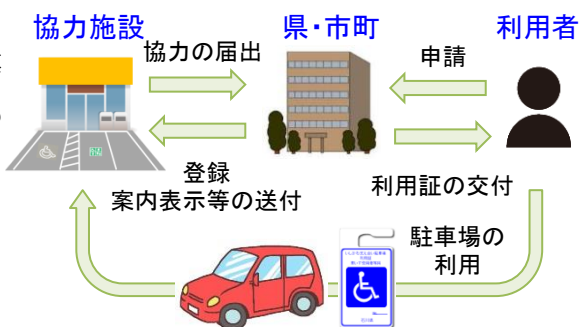 協力施設
県・市町
利用者
協力の届出
申請
登録
案内表示等の送付
利用証の交付
駐車場の
利用